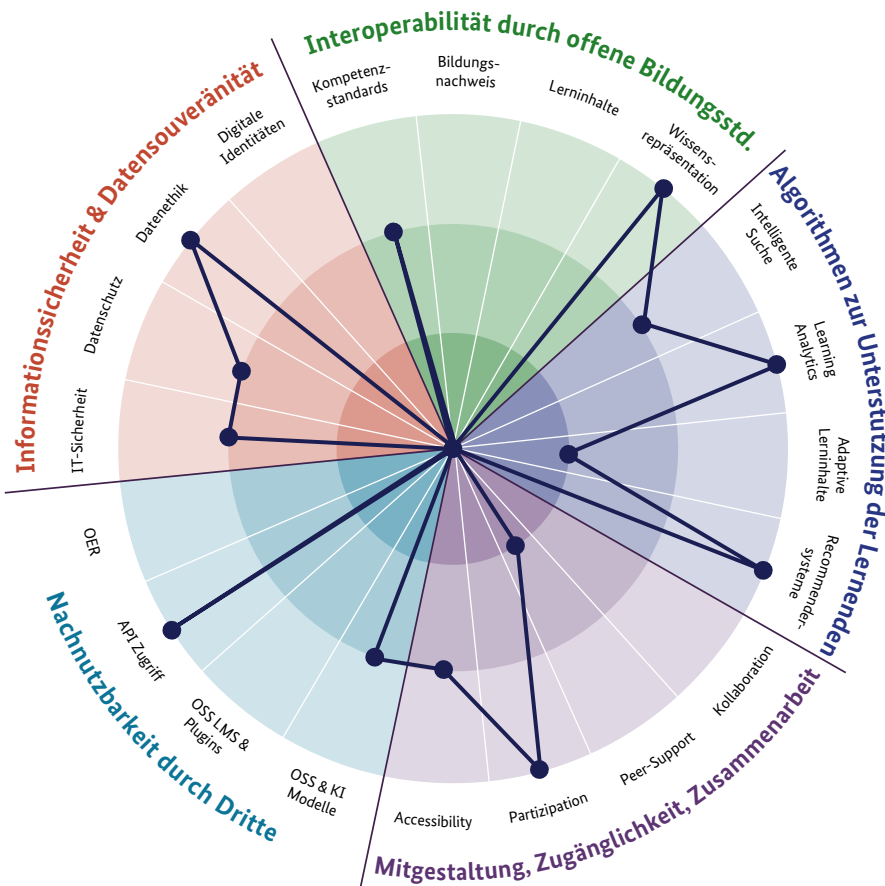 Interoperabilität durch offene Bildungsstd.
Kompetenz-
standards
Bildungs-
nachweis
Lerninhalte
Wissens-
repräsentation
Algorithmen zur Unterstützung der Lernenden
Intelligente
Suche
Learning
Analytics
Adaptive
Lerninhalte
Recommender-
systeme
Mitgestaltung, Zugänglichkeit, Zusammenarbeit
Kollaboration
Peer-Support
Partizipation
Accessibility
Nachnutzbarkeit durch Dritte
OSS & KI
Modelle
OSS LMS &
Plugins
API Zugriff
OER
Informationssicherheit & Datensouveränität
IT-Sicherheit
Datenschutz
Datenethik
Digitale
Identitäten